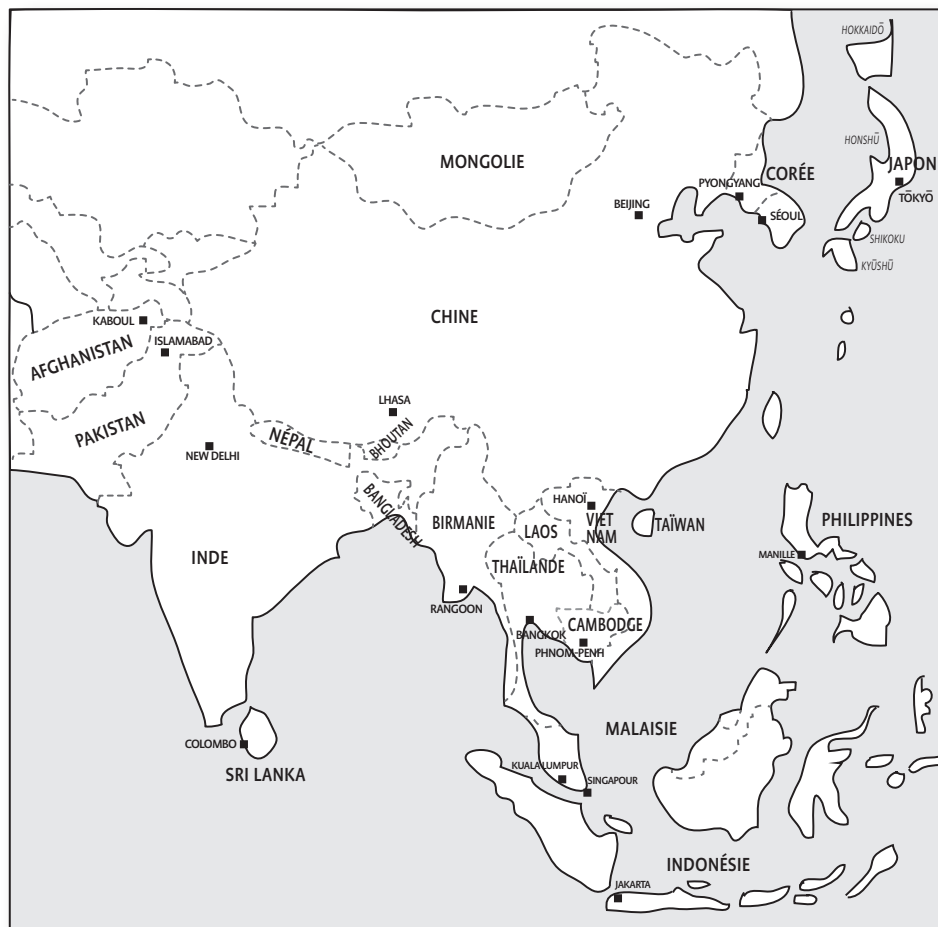 HOKKAIDŌ
HONSHŪ
MONGOLIE
CORÉE
JAPON
PYONGYANG
TŌKYŌ
BEIJING
SÉOUL
SHIKOKU
KYŪSHŪ
CHINE
KABOUL
AFGHANISTAN
ISLAMABAD
LHASA
PAKISTAN
NÉPAL
BHOUTAN
NEW DELHI
BANGLADESH
HANOÏ
BIRMANIE
LAOS
VIET
NAM
TAÏWAN
PHILIPPINES
INDE
THAÏLANDE
MANILLE
RANGOON
BANGKOK
CAMBODGE
PHNOM-PENFI
MALAISIE
COLOMBO
SRI LANKA
KUALA LUMPUR
SINGAPOUR
INDONÉSIE
JAKARTA